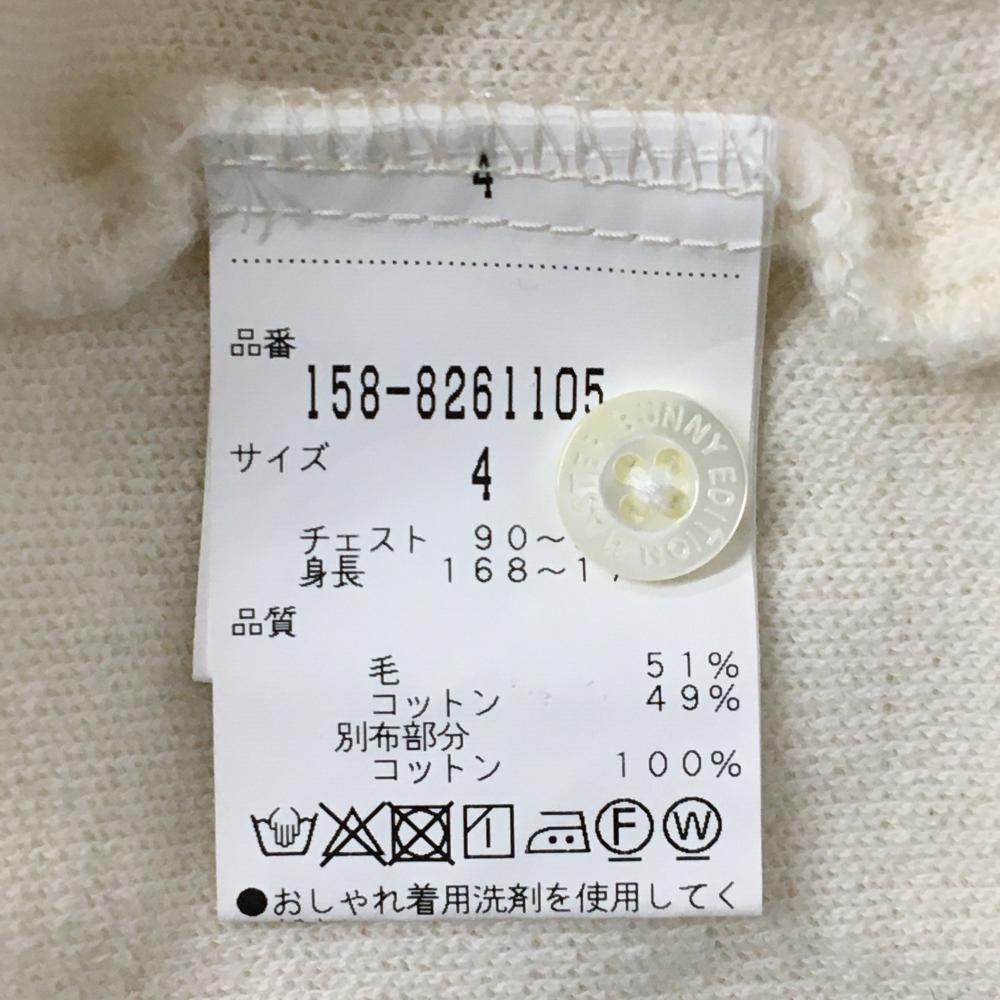 4
品番
158-8261105
サイズ 4
チェスト 90～
身長 168～17
品質
毛 51%
コットン 49%
別布部分
コットン 100%
F W
●おしゃれ着用洗剤を使用してく
BUNNY EDITION